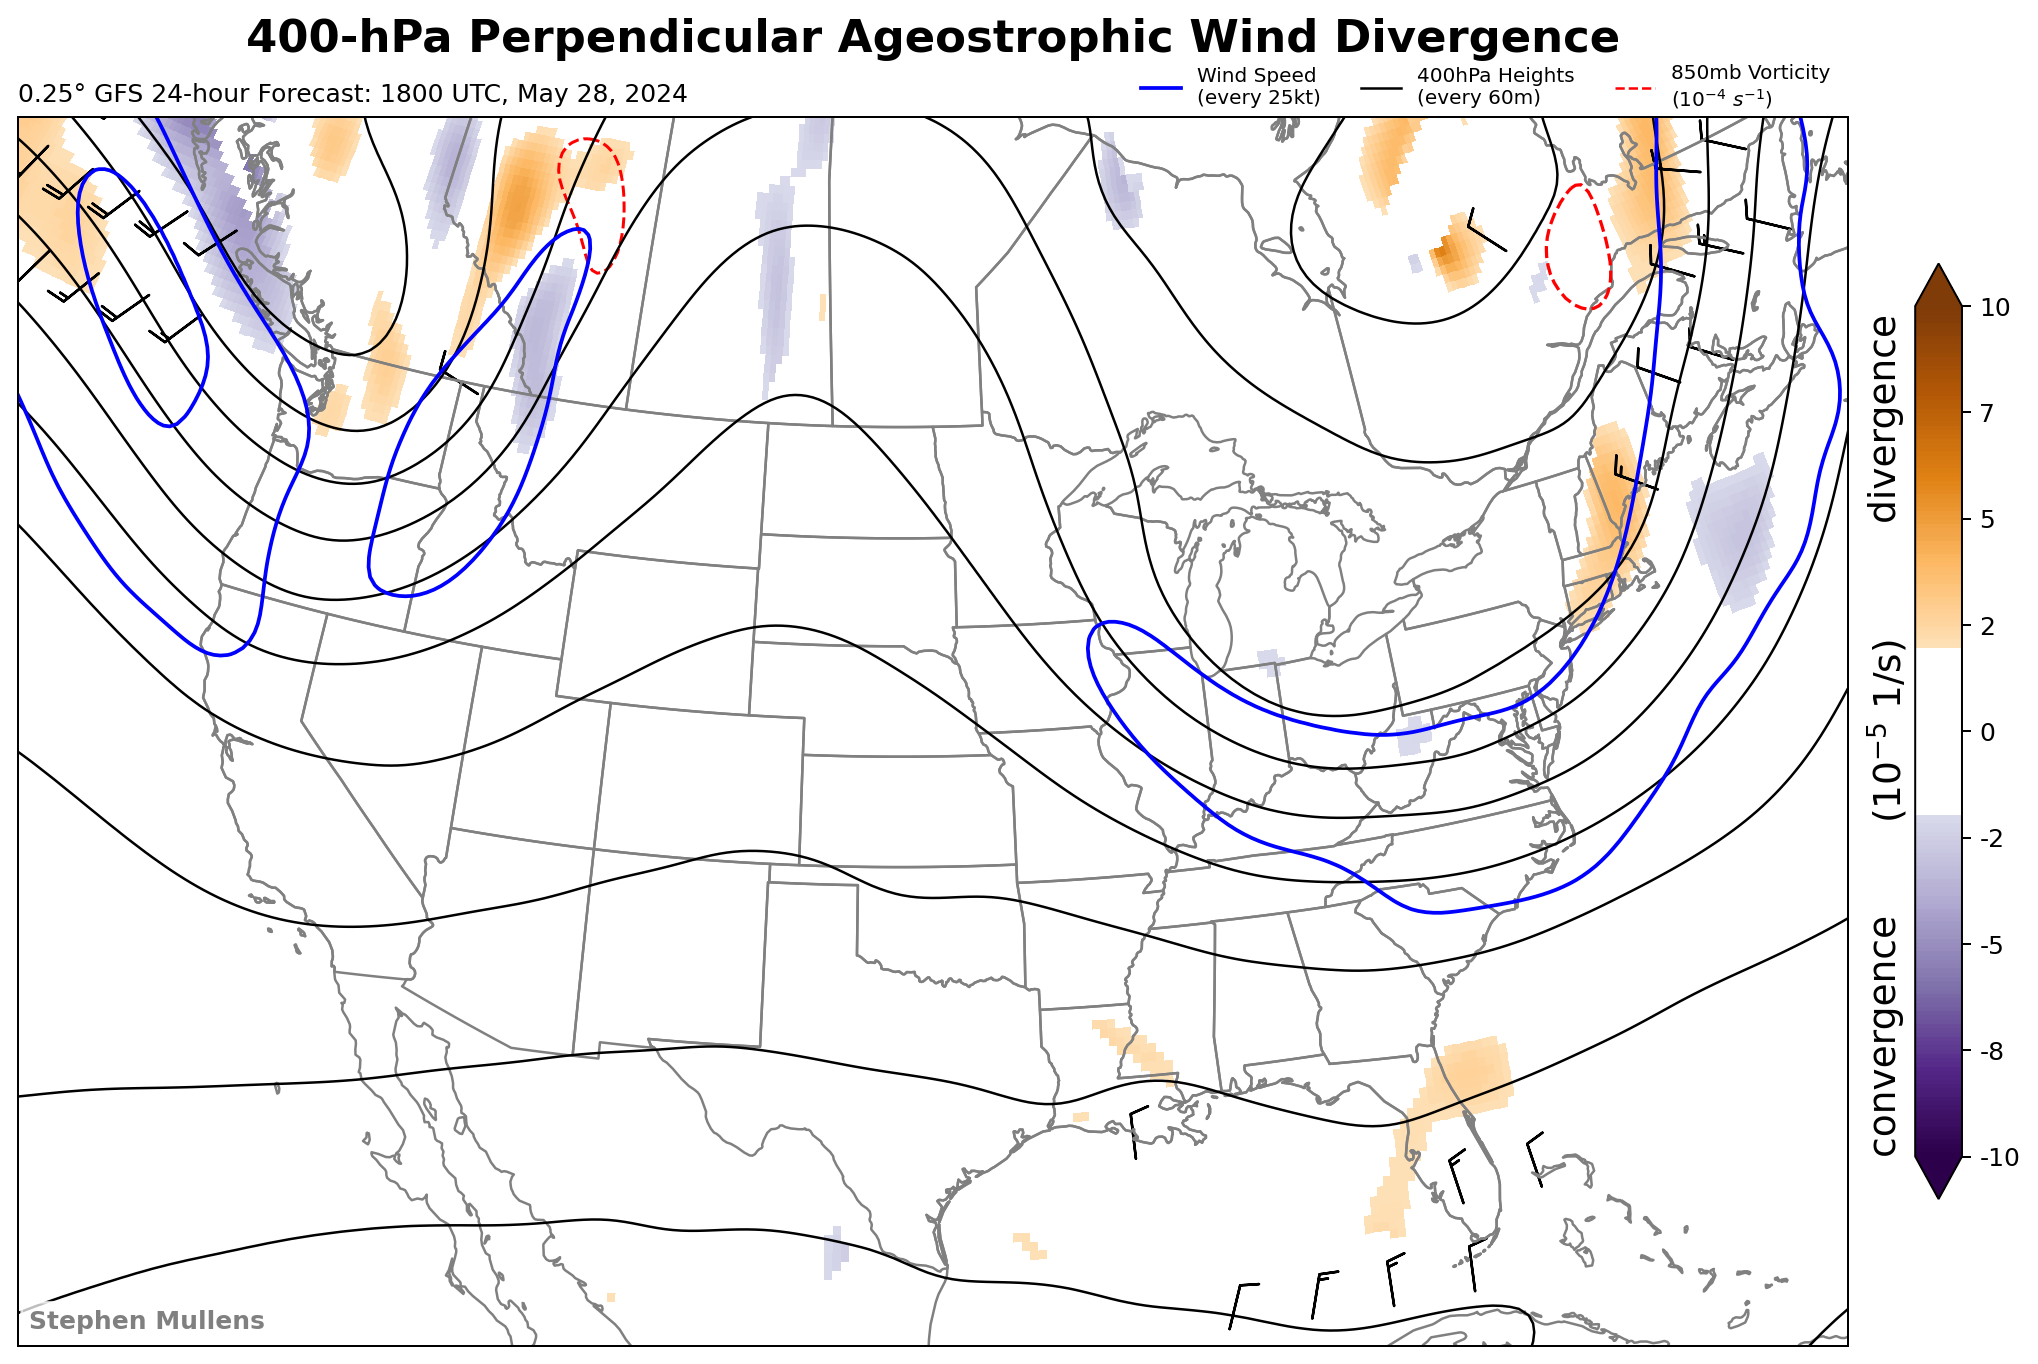 400-hPa Perpendicular Ageostrophic Wind Divergence
0.25° GFS 24-hour Forecast: 1800 UTC, May 28, 2024
Wind Speed
(every 25kt)
400hPa Heights
(every 60m)
850mb Vorticity
(10⁻⁴ s⁻¹)
10
7
5
2
0
-2
-5
-8
-10
convergence (10⁻⁵ 1/s) divergence
Stephen Mullens